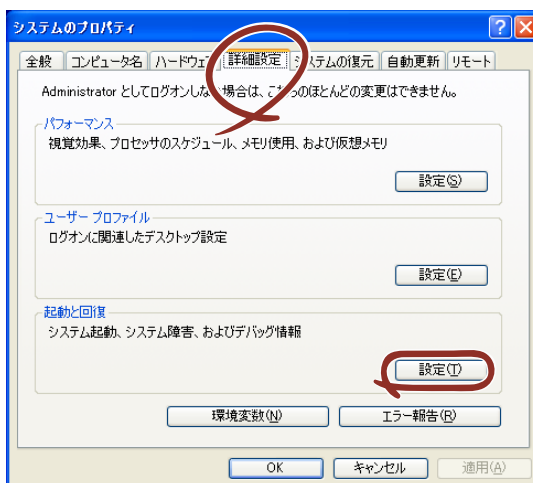 システムのプロパティ
全般 コンピュータ名 ハードウェア 詳細設定 システムの復元 自動更新 リモート
Administrator としてログオンしない場合は、これらのほとんどの変更はできません。
パフォーマンス
視覚効果、プロセッサのスケジュール、メモリ使用、および仮想メモリ
設定(S)
ユーザー プロファイル
ログオンに関連したデスクトップ設定
設定(E)
起動と回復
システム起動、システム障害、およびデバッグ情報
設定(T)
環境変数(N) エラー報告(R)
OK キャンセル 適用(A)